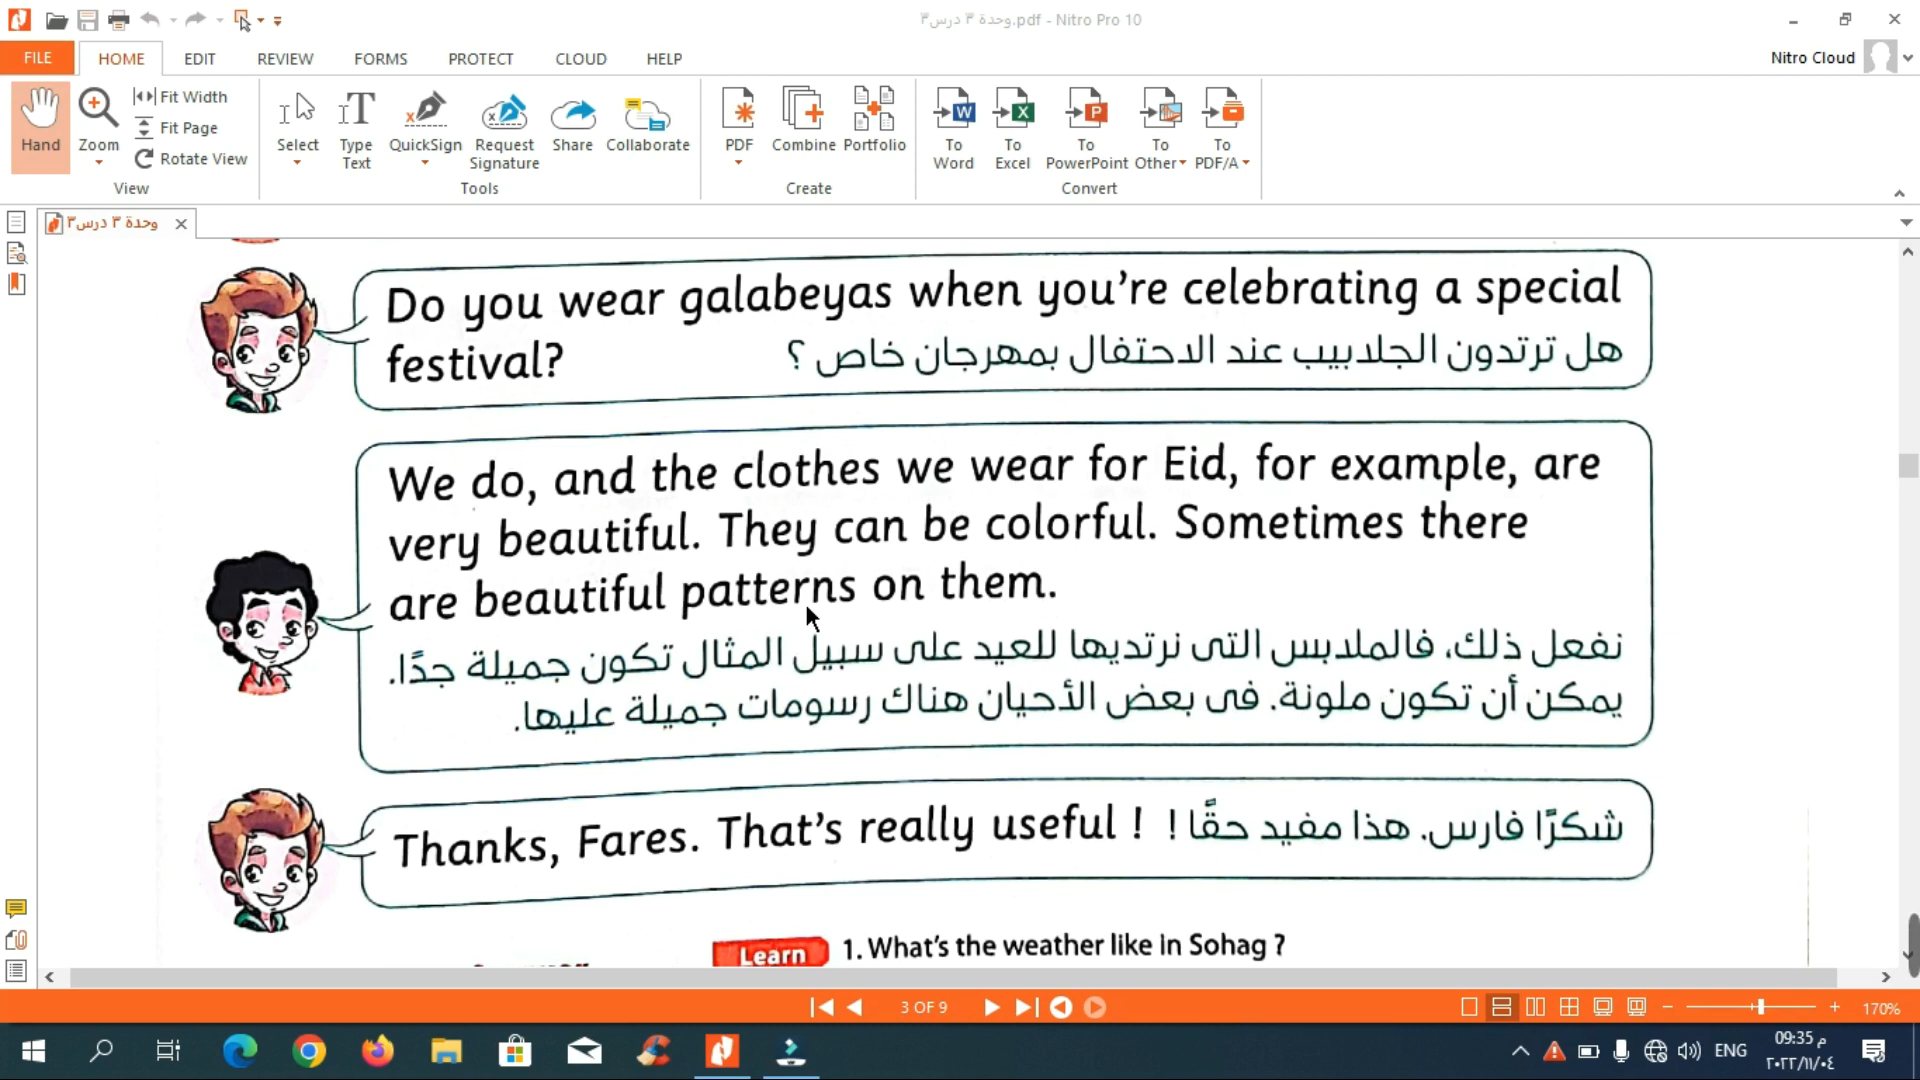 وحدة ٣ درس٣.pdf - Nitro Pro 10
FILE HOME EDIT REVIEW FORMS PROTECT CLOUD HELP
Nitro Cloud
Hand
Zoom
Fit Width
Fit Page
Rotate View
View
Select
Type Text
QuickSign
Request Signature
Share
Collaborate
Tools
PDF
Combine
Portfolio
Create
To Word
To Excel
To PowerPoint
To Other
To PDF/A
Convert
وحدة ٣ درس٣
Do you wear galabeyas when you're celebrating a special
festival?
هل ترتدون الجلابيب عند الاحتفال بمهرجان خاص ؟
We do, and the clothes we wear for Eid, for example, are
very beautiful. They can be colorful. Sometimes there
are beautiful patterns on them.
نفعل ذلك، فالملابس التى نرتديها للعيد على سبيل المثال تكون جميلة جدًا.
يمكن أن تكون ملونة. فى بعض الأحيان هناك رسومات جميلة عليها.
Thanks, Fares. That's really useful ! شكرًا فارس. هذا مفيد حقًا !
Learn
1. What's the weather like in Sohag ?
3 OF 9
170%
ENG
09:35 م
٢٠٢٢/١١/٠٤